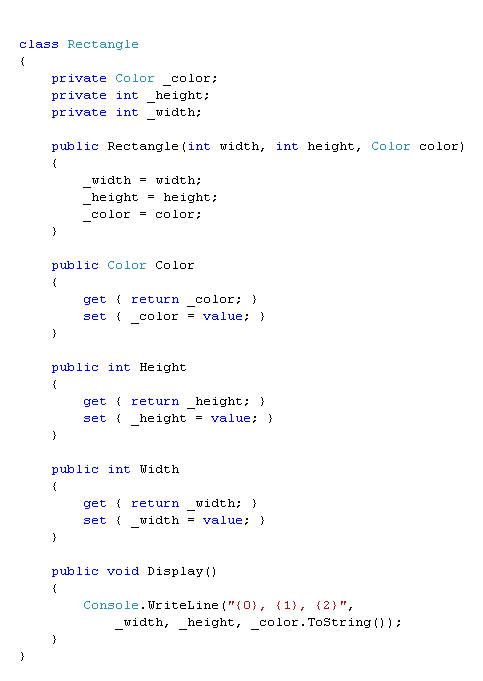 class Rectangle
{
    private Color _color;
    private int _height;
    private int _width;

    public Rectangle(int width, int height, Color color)
    {
        _width = width;
        _height = height;
        _color = color;
    }

    public Color Color
    {
        get { return _color; }
        set { _color = value; }
    }

    public int Height
    {
        get { return _height; }
        set { _height = value; }
    }

    public int Width
    {
        get { return _width; }
        set { _width = value; }
    }

    public void Display()
    {
        Console.WriteLine("{0}, {1}, {2}",
            _width, _height, _color.ToString());
    }
}